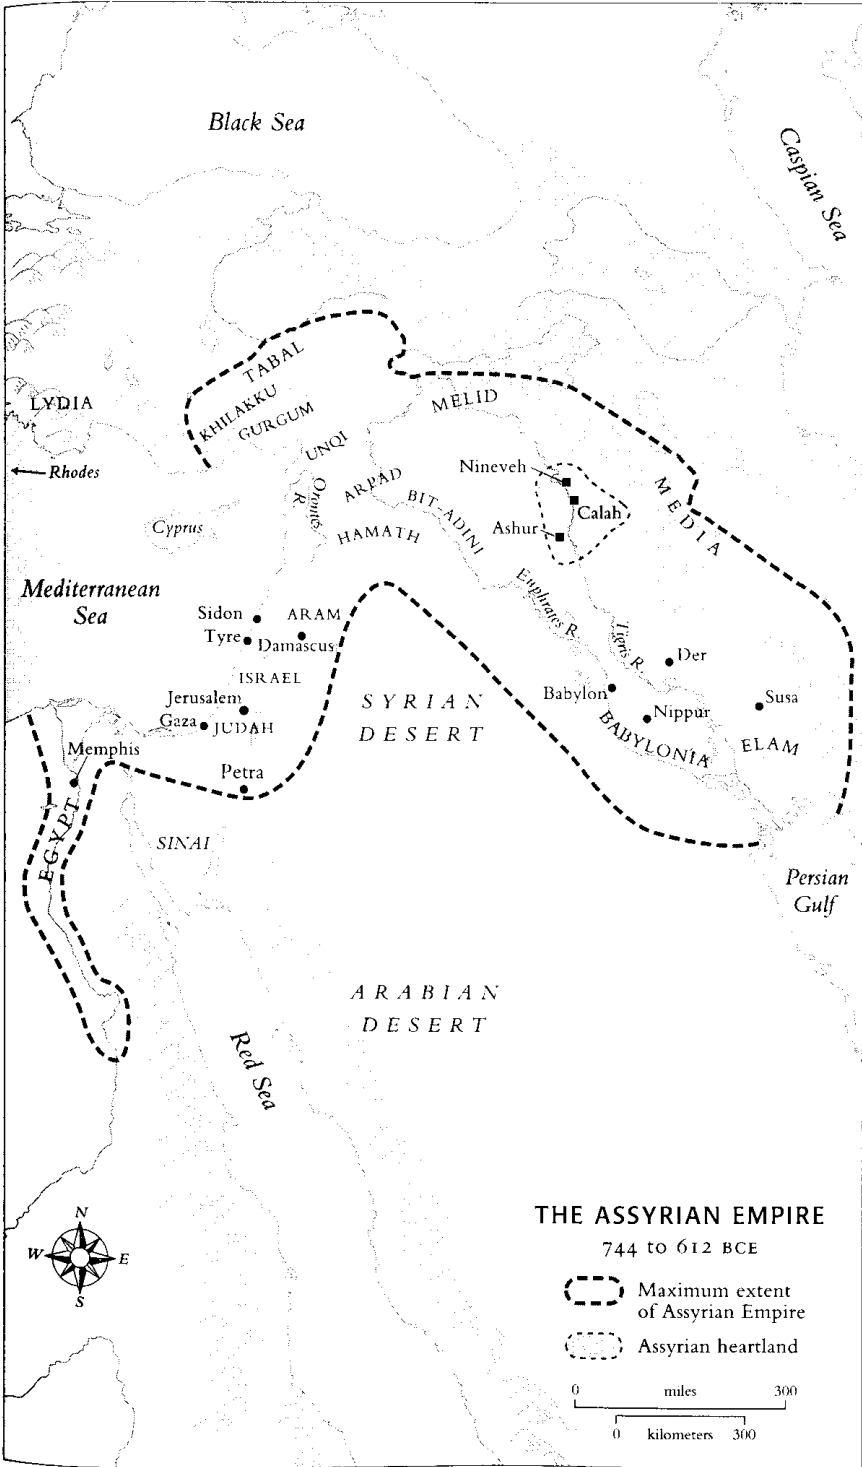 Black Sea
Caspian Sea
TABAL
KHILAKKU
GURGUM
LYDIA
MELID
UNQI
Rhodes
Nineveh
ARPAD
Orontes
R.
BIT-ADINI
MEDIA
Calah
Cyprus
Ashur
HAMATH
Mediterranean
Sea
Euphrates R.
Sidon
ARAM
Tyre
Damascus
Tigris R.
Der
ISRAEL
Jerusalem
SYRIAN
DESERT
Babylon
Susa
Gaza
JUDAH
Nippur
BABYLONIA
ELAM
Memphis
Petra
EGYPT
SINAI
Persian
Gulf
ARABIAN
DESERT
Red Sea
THE ASSYRIAN EMPIRE
744 to 612 BCE
N
W
E
S
Maximum extent
of Assyrian Empire
Assyrian heartland
0 miles 300
0 kilometers 300